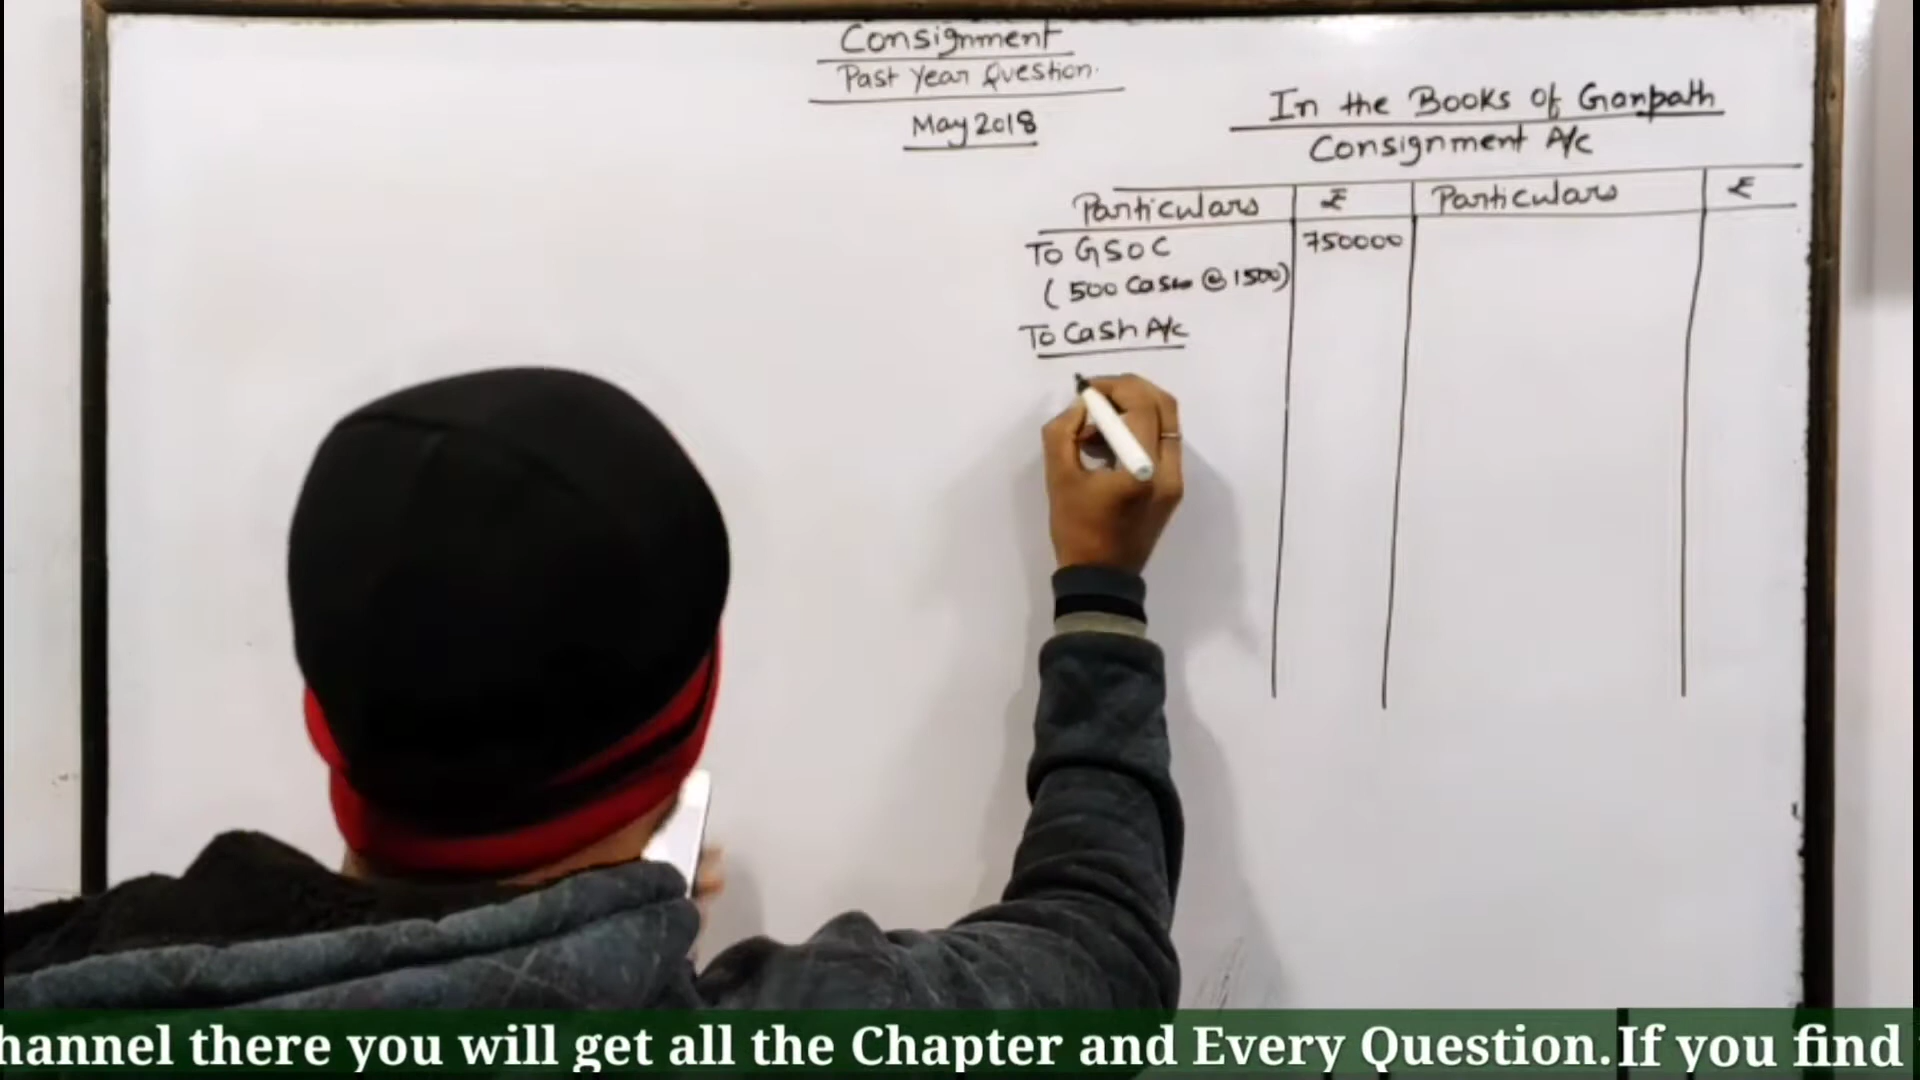 Consignment
Past Year Question.
May 2018
In the Books of Ganpath
Consignment A/c
Particulars ₹ Particulars ₹
To GSOC 750000
(500 Cases @ 1500)
To Cash A/c
hannel there you will get all the Chapter and Every Question. If you find